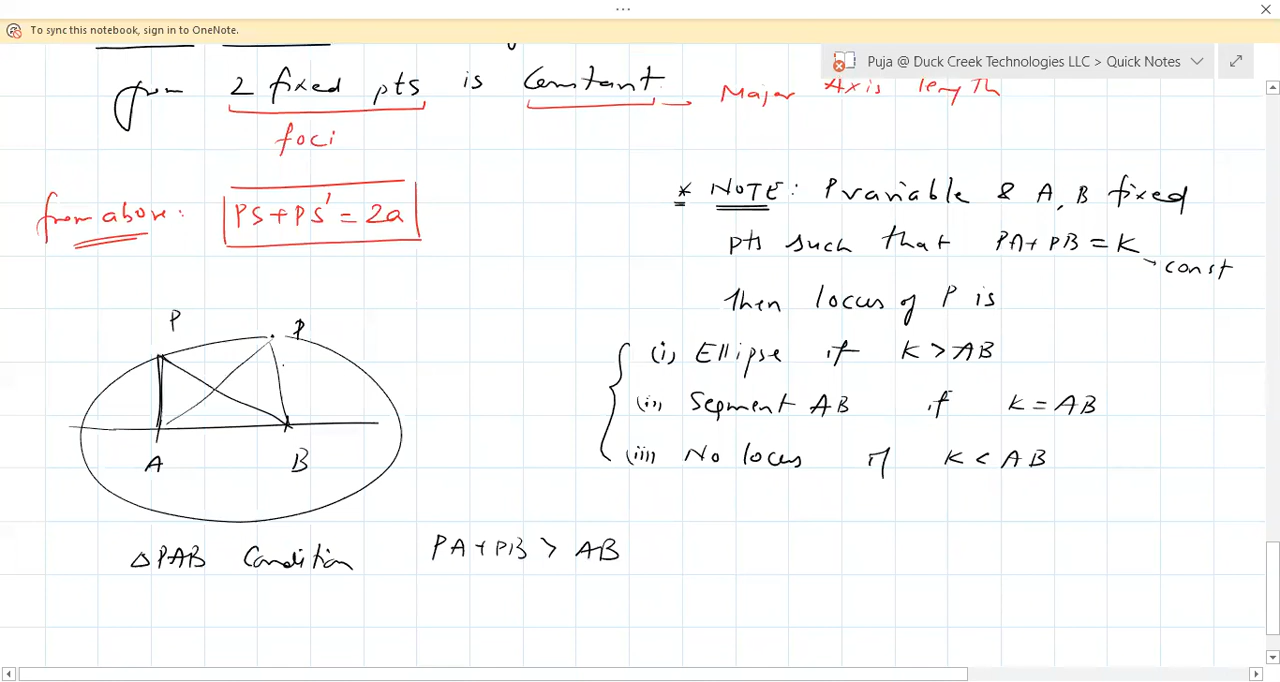 ...
To sync this notebook, sign in to OneNote.
Puja @ Duck Creek Technologies LLC > Quick Notes
from 2 fixed pts is Constant. → Major Axis length
foci
from above: PS + PS' = 2a
* NOTE: P variable & A, B fixed
pts such that PA + PB = K → const
Then locus of P is
(i) Ellipse if K > AB
(ii) Segment AB if K = AB
(iii) No locus if K < AB
P P
A B
△PAB Condition PA + PB > AB